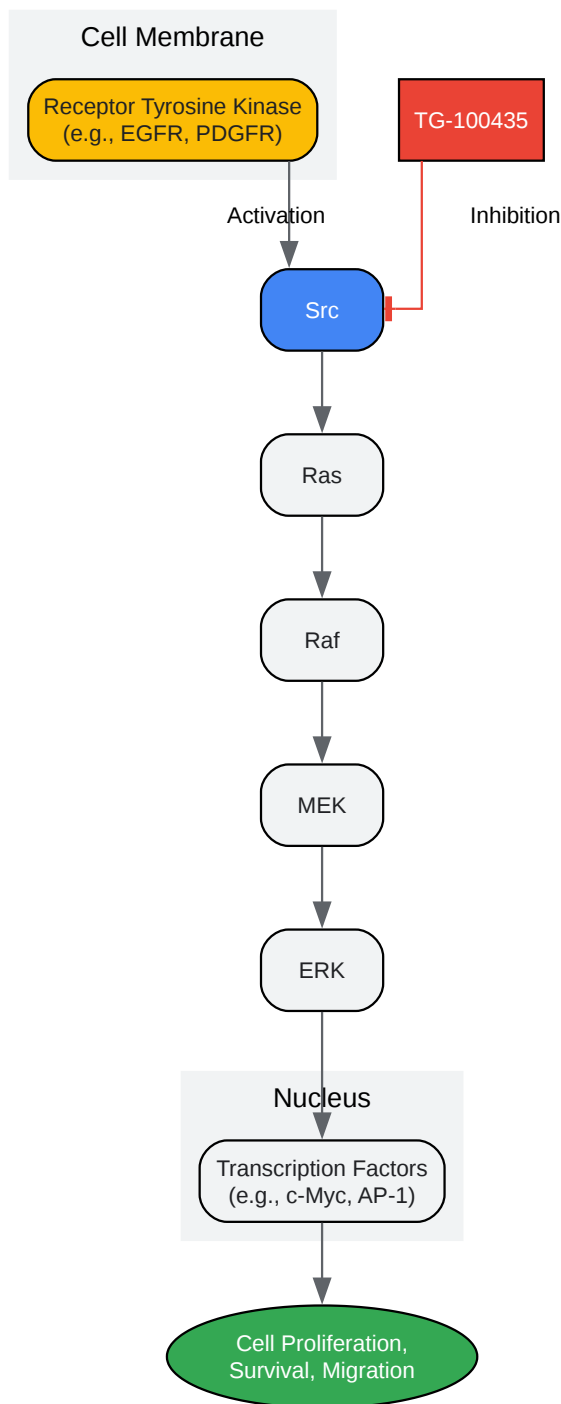 Cell Membrane
Receptor Tyrosine Kinase
(e.g., EGFR, PDGFR)
TG-100435
Activation
Inhibition
Src
Ras
Raf
MEK
ERK
Nucleus
Transcription Factors
(e.g., c-Myc, AP-1)
Cell Proliferation,
Survival, Migration